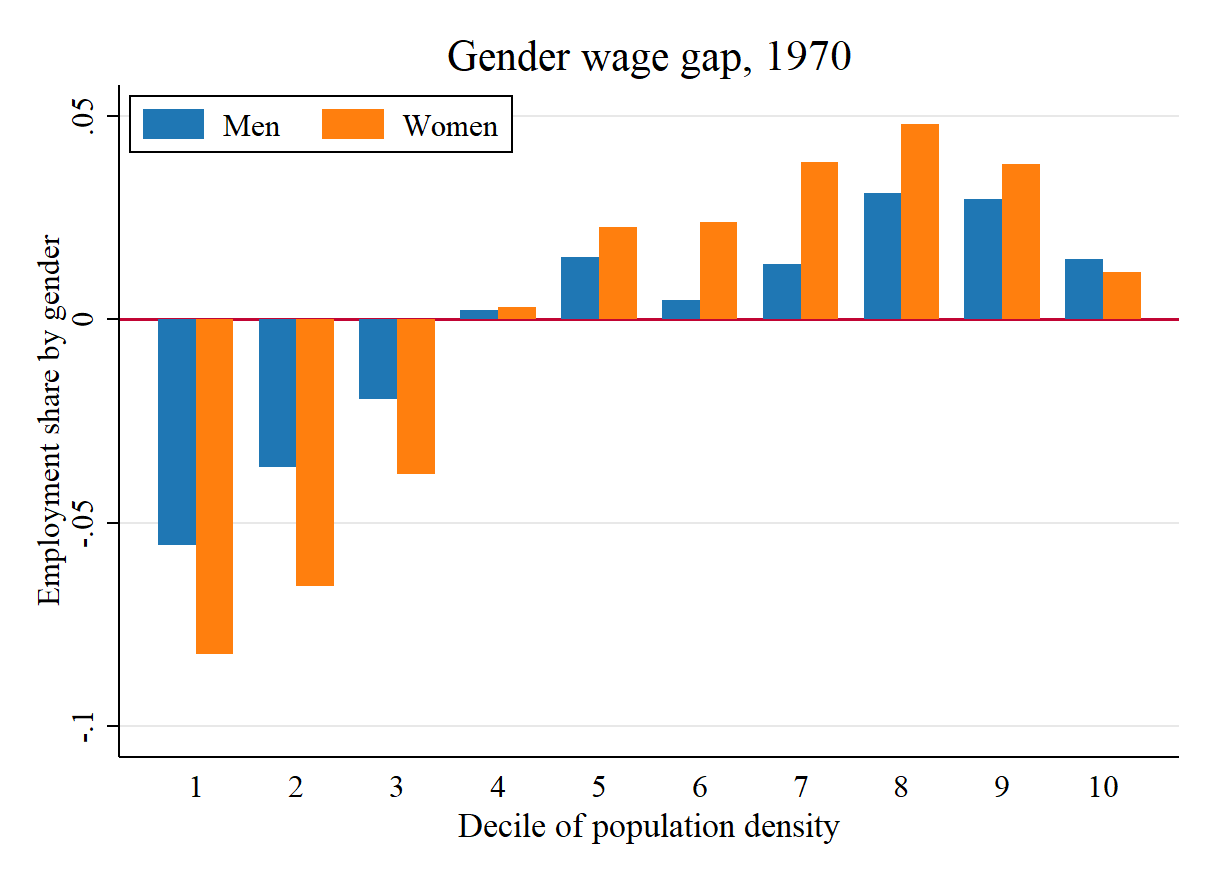 Gender wage gap, 1970
Men Women
Employment share by gender
.05
0
-.05
-.1
1 2 3 4 5 6 7 8 9 10
Decile of population density